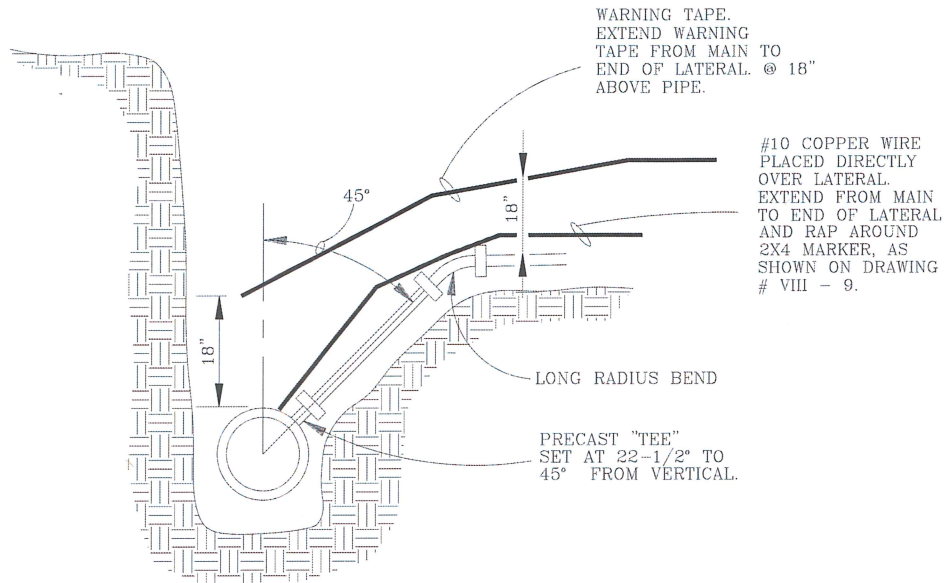 WARNING TAPE.
EXTEND WARNING
TAPE FROM MAIN TO
END OF LATERAL. @ 18"
ABOVE PIPE.
#10 COPPER WIRE
PLACED DIRECTLY
OVER LATERAL.
EXTEND FROM MAIN
TO END OF LATERAL
AND RAP AROUND
2X4 MARKER, AS
SHOWN ON DRAWING
# VIII - 9.
45°
18"
18"
LONG RADIUS BEND
PRECAST "TEE"
SET AT 22-1/2° TO
45° FROM VERTICAL.